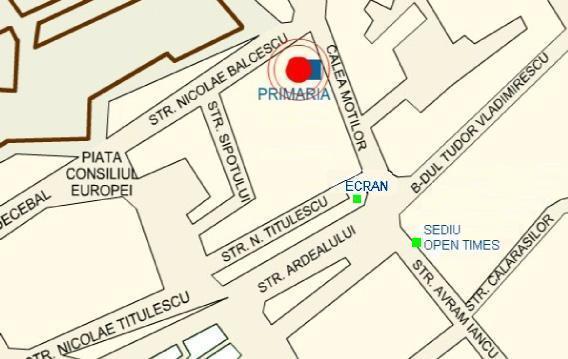 STR. NICOLAE BALCESCU
CALEA MOTILOR
PRIMARIA
B-DUL TUDOR VLADIMIRESCU
STR. SIPOTULUI
PIATA
CONSILIUL
EUROPEI
DECEBAL
ECRAN
STR. N. TITULESCU
SEDIU
OPEN TIMES
STR. ARDEALULUI
STR. CALARASILOR
STR. AVRAM IANCU
STR. NICOLAE TITULESCU